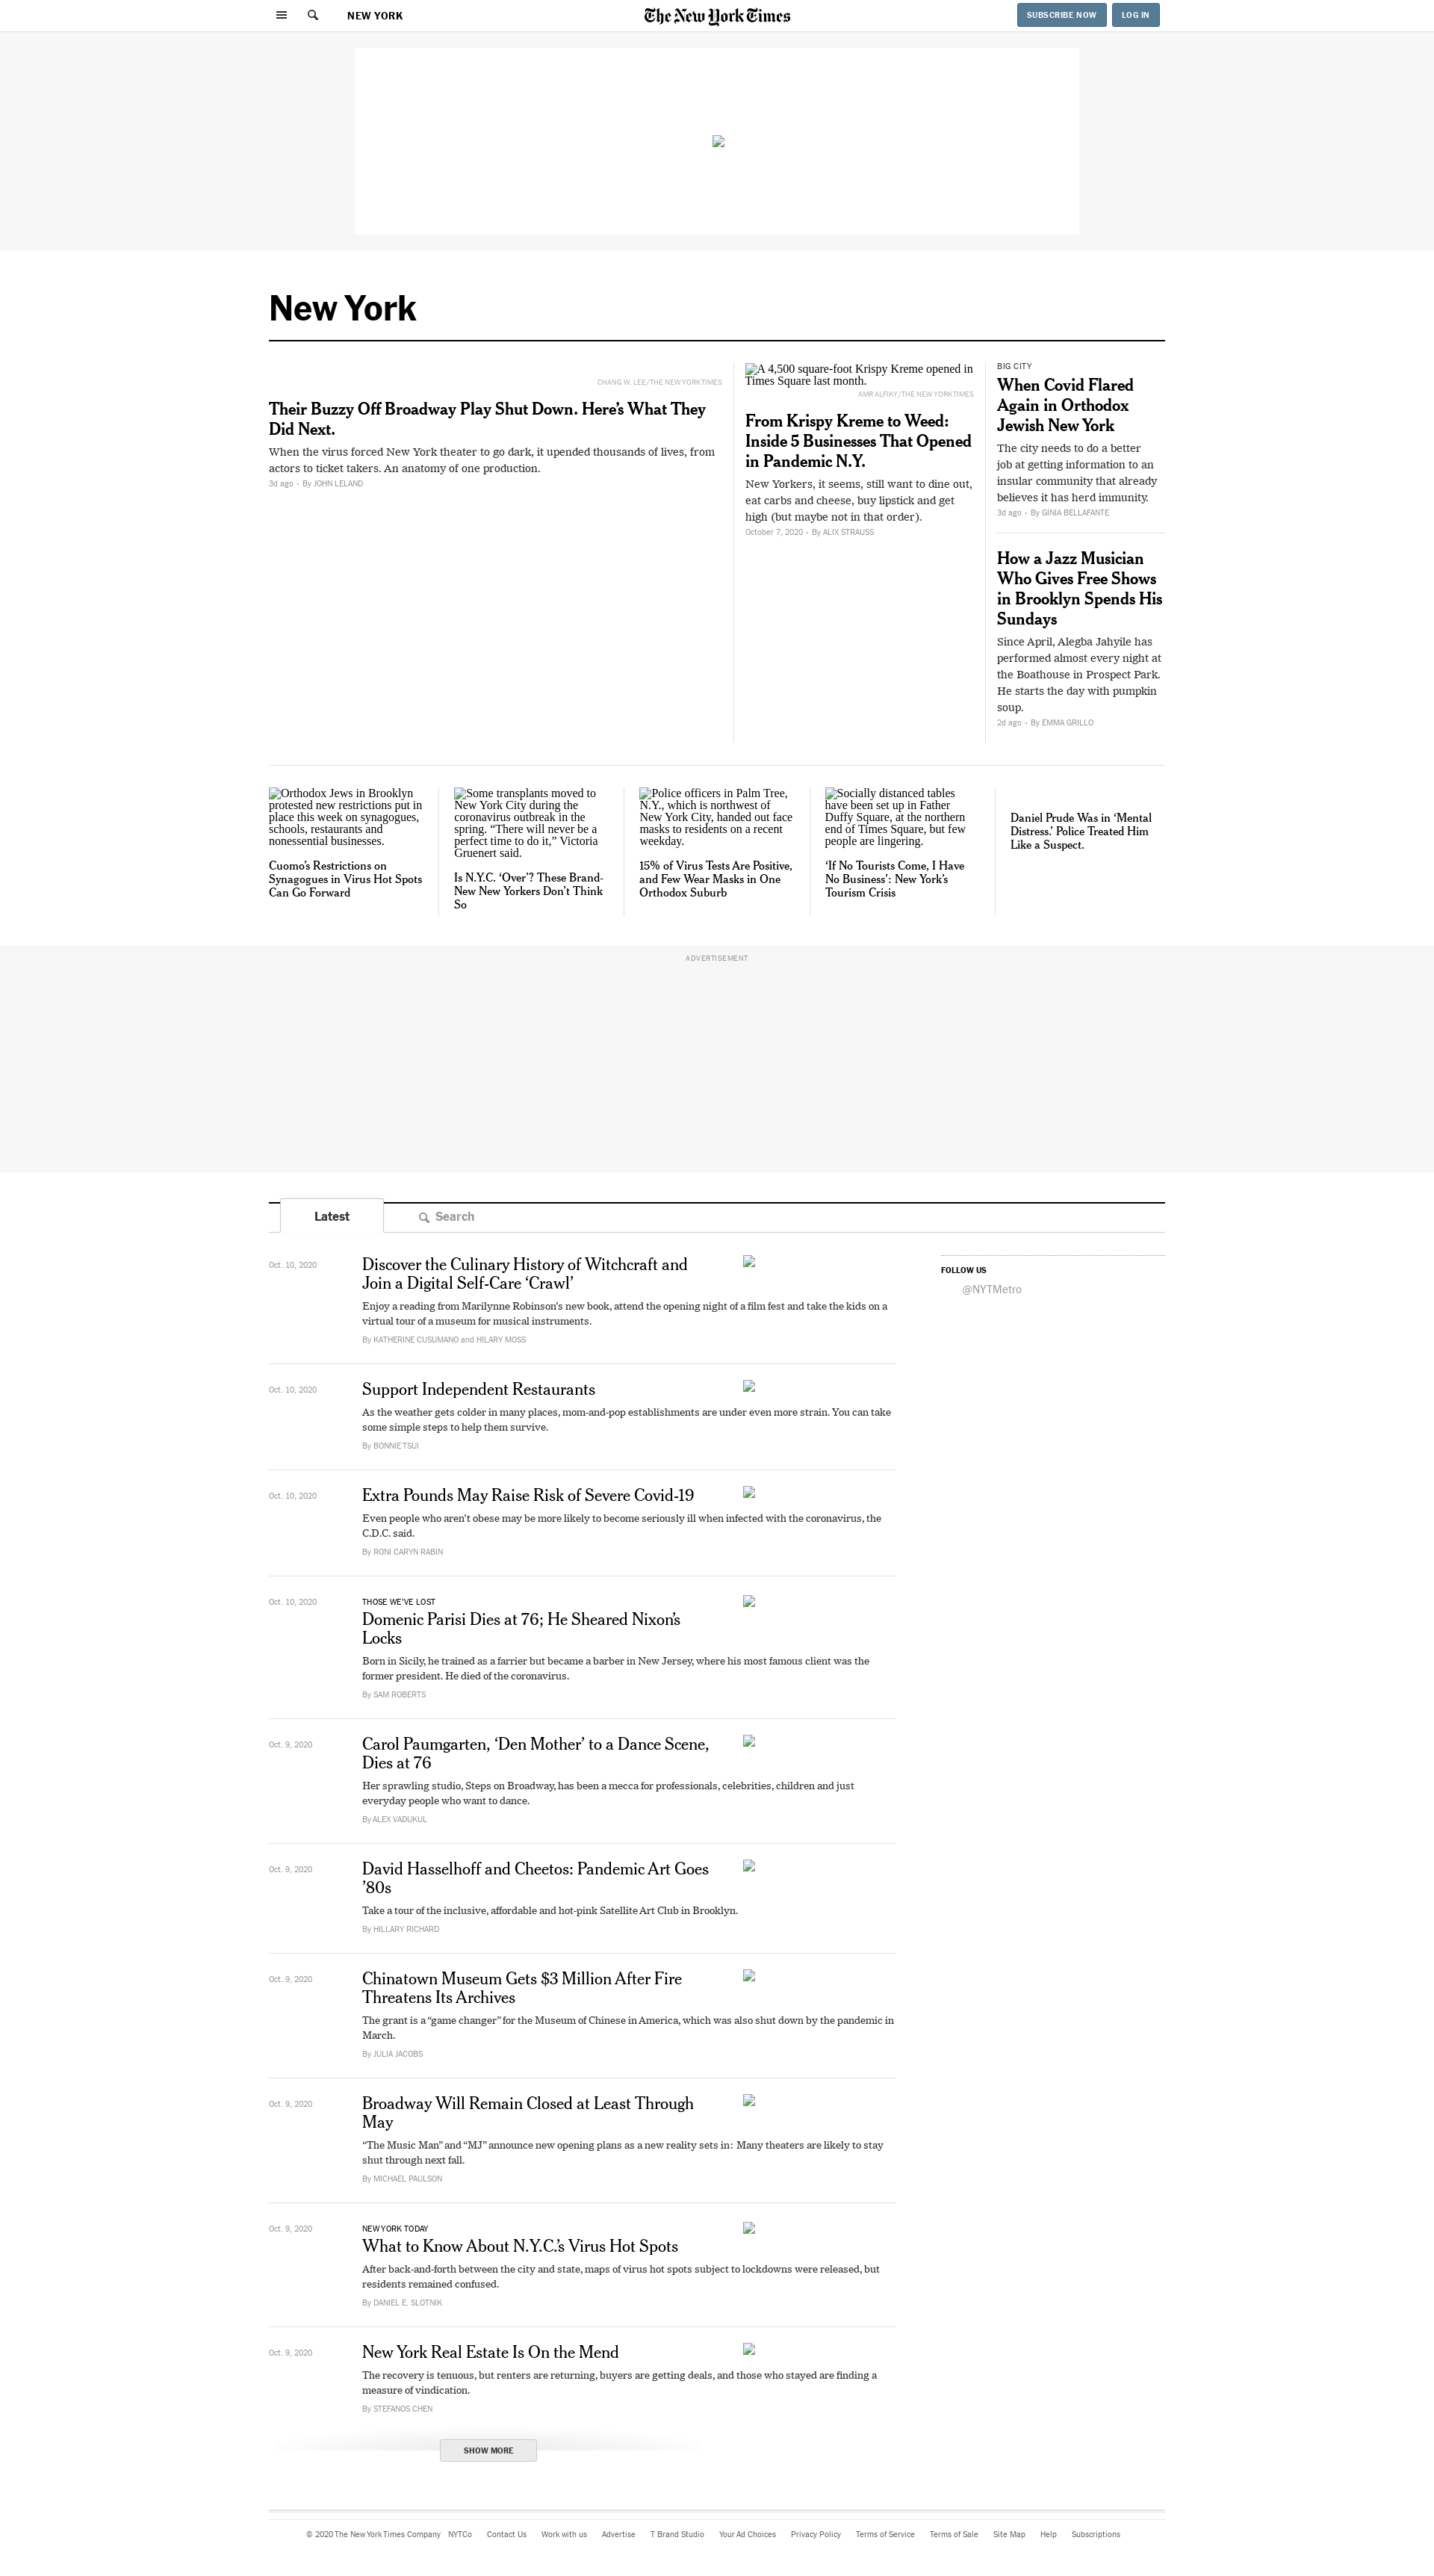 NEW YORK
The New York Times
SUBSCRIBE NOW
LOG IN
New York
CHANG W. LEE/THE NEW YORK TIMES
Their Buzzy Off Broadway Play Shut Down. Here’s What They
Did Next.
When the virus forced New York theater to go dark, it upended thousands of lives, from
actors to ticket takers. An anatomy of one production.
3d ago • By JOHN LELAND
A 4,500 square-foot Krispy Kreme opened in
Times Square last month.
AMR ALFIKY/THE NEW YORK TIMES
From Krispy Kreme to Weed:
Inside 5 Businesses That Opened
in Pandemic N.Y.
New Yorkers, it seems, still want to dine out,
eat carbs and cheese, buy lipstick and get
high (but maybe not in that order).
October 7, 2020 • By ALIX STRAUSS
BIG CITY
When Covid Flared
Again in Orthodox
Jewish New York
The city needs to do a better
job at getting information to an
insular community that already
believes it has herd immunity.
3d ago • By GINIA BELLAFANTE
How a Jazz Musician
Who Gives Free Shows
in Brooklyn Spends His
Sundays
Since April, Alegba Jahyile has
performed almost every night at
the Boathouse in Prospect Park.
He starts the day with pumpkin
soup.
2d ago • By EMMA GRILLO
Orthodox Jews in Brooklyn
protested new restrictions put in
place this week on synagogues,
schools, restaurants and
nonessential businesses.
Cuomo’s Restrictions on
Synagogues in Virus Hot Spots
Can Go Forward
Some transplants moved to
New York City during the
coronavirus outbreak in the
spring. “There will never be a
perfect time to do it,” Victoria
Gruenert said.
Is N.Y.C. ‘Over’? These Brand-
New New Yorkers Don’t Think
So
Police officers in Palm Tree,
N.Y., which is northwest of
New York City, handed out face
masks to residents on a recent
weekday.
15% of Virus Tests Are Positive,
and Few Wear Masks in One
Orthodox Suburb
Socially distanced tables
have been set up in Father
Duffy Square, at the northern
end of Times Square, but few
people are lingering.
‘If No Tourists Come, I Have
No Business’: New York’s
Tourism Crisis
Daniel Prude Was in ‘Mental
Distress.’ Police Treated Him
Like a Suspect.
ADVERTISEMENT
Latest
Search
Oct. 10, 2020
Discover the Culinary History of Witchcraft and
Join a Digital Self-Care ‘Crawl’
Enjoy a reading from Marilynne Robinson’s new book, attend the opening night of a film fest and take the kids on a
virtual tour of a museum for musical instruments.
By KATHERINE CUSUMANO and HILARY MOSS
FOLLOW US
@NYTMetro
Oct. 10, 2020
Support Independent Restaurants
As the weather gets colder in many places, mom-and-pop establishments are under even more strain. You can take
some simple steps to help them survive.
By BONNIE TSUI
Oct. 10, 2020
Extra Pounds May Raise Risk of Severe Covid-19
Even people who aren’t obese may be more likely to become seriously ill when infected with the coronavirus, the
C.D.C. said.
By RONI CARYN RABIN
Oct. 10, 2020
THOSE WE’VE LOST
Domenic Parisi Dies at 76; He Sheared Nixon’s
Locks
Born in Sicily, he trained as a farrier but became a barber in New Jersey, where his most famous client was the
former president. He died of the coronavirus.
By SAM ROBERTS
Oct. 9, 2020
Carol Paumgarten, ‘Den Mother’ to a Dance Scene,
Dies at 76
Her sprawling studio, Steps on Broadway, has been a mecca for professionals, celebrities, children and just
everyday people who want to dance.
By ALEX VADUKUL
Oct. 9, 2020
David Hasselhoff and Cheetos: Pandemic Art Goes
’80s
Take a tour of the inclusive, affordable and hot-pink Satellite Art Club in Brooklyn.
By HILLARY RICHARD
Oct. 9, 2020
Chinatown Museum Gets $3 Million After Fire
Threatens Its Archives
The grant is a “game changer” for the Museum of Chinese in America, which was also shut down by the pandemic in
March.
By JULIA JACOBS
Oct. 9, 2020
Broadway Will Remain Closed at Least Through
May
“The Music Man” and “MJ” announce new opening plans as a new reality sets in: Many theaters are likely to stay
shut through next fall.
By MICHAEL PAULSON
Oct. 9, 2020
NEW YORK TODAY
What to Know About N.Y.C.’s Virus Hot Spots
After back-and-forth between the city and state, maps of virus hot spots subject to lockdowns were released, but
residents remained confused.
By DANIEL E. SLOTNIK
Oct. 9, 2020
New York Real Estate Is On the Mend
The recovery is tenuous, but renters are returning, buyers are getting deals, and those who stayed are finding a
measure of vindication.
By STEFANOS CHEN
SHOW MORE
© 2020 The New York Times Company NYTCo Contact Us Work with us Advertise T Brand Studio Your Ad Choices Privacy Policy Terms of Service Terms of Sale Site Map Help Subscriptions